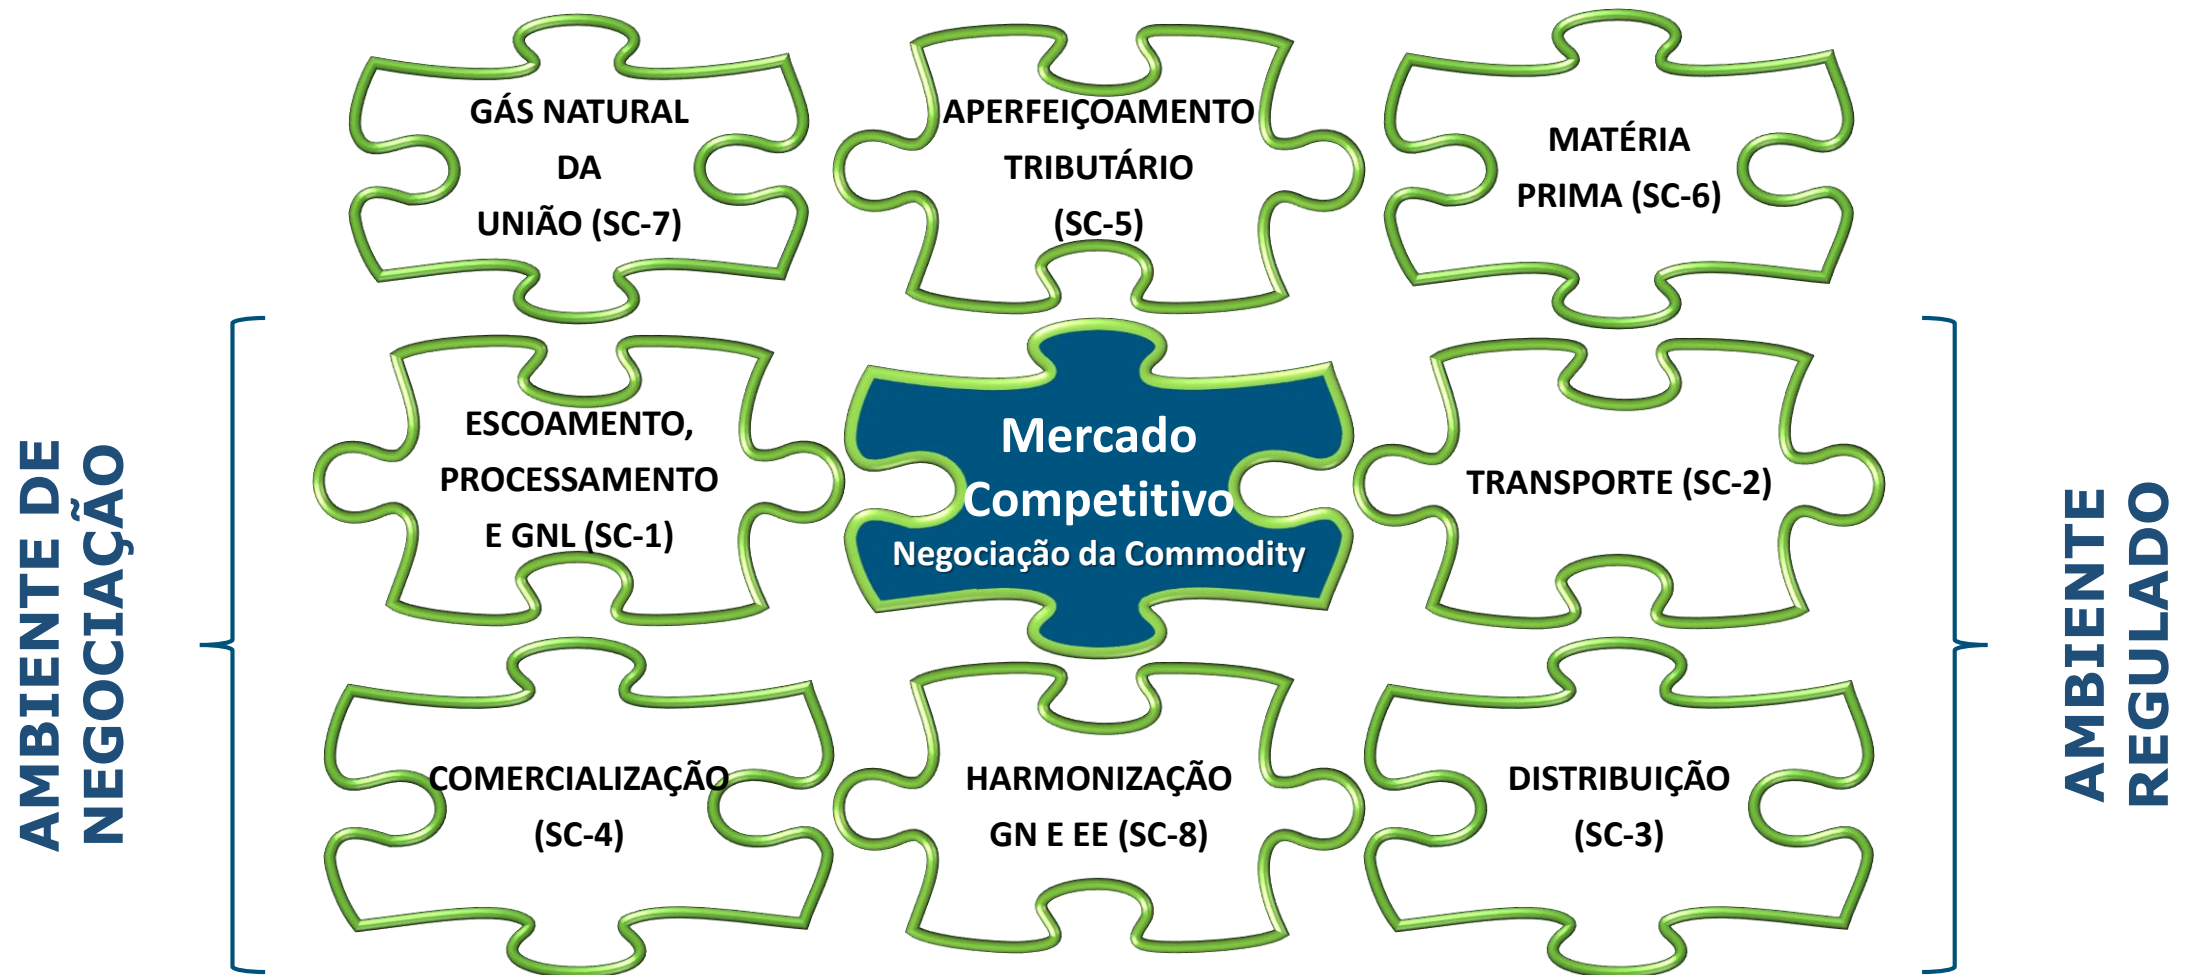 GÁS NATURAL
DA
UNIÃO (SC-7)
APERFEIÇOAMENTO
TRIBUTÁRIO
(SC-5)
MATÉRIA
PRIMA (SC-6)
AMBIENTE DE
NEGOCIAÇÃO
ESCOAMENTO,
PROCESSAMENTO
E GNL (SC-1)
Mercado
Competitivo
Negociação da Commodity
TRANSPORTE (SC-2)
COMERCIALIZAÇÃO
(SC-4)
HARMONIZAÇÃO
GN E EE (SC-8)
DISTRIBUIÇÃO
(SC-3)
AMBIENTE
REGULADO